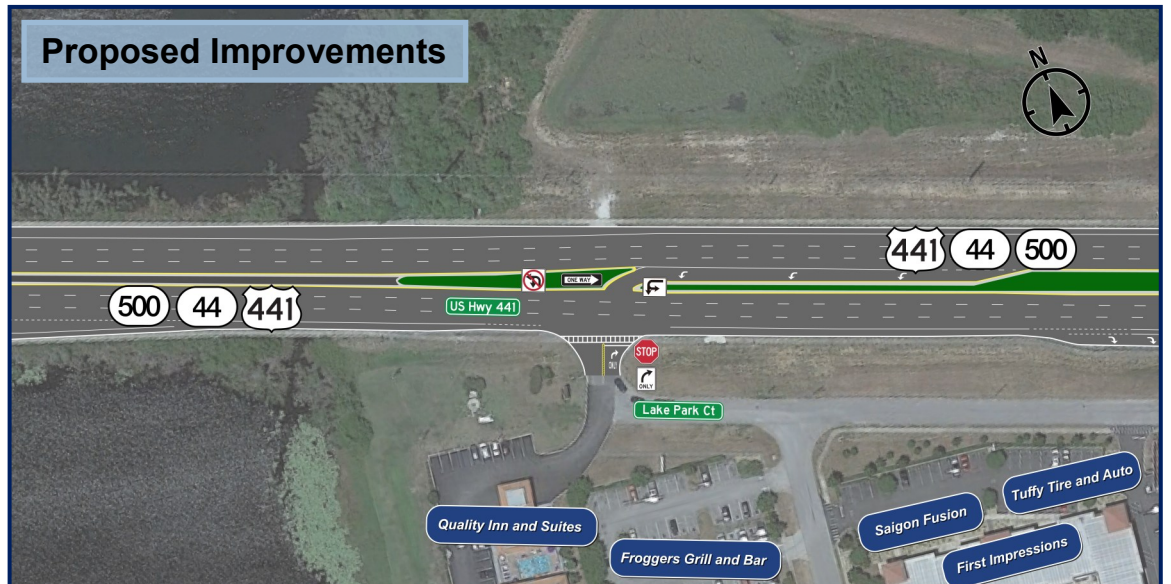 Proposed Improvements
N
441 44 500
ONE WAY
500 44 441
US Hwy 441
STOP
ONLY
Lake Park Ct
Tuffy Tire and Auto
Quality Inn and Suites
Saigon Fusion
Froggers Grill and Bar
First Impressions